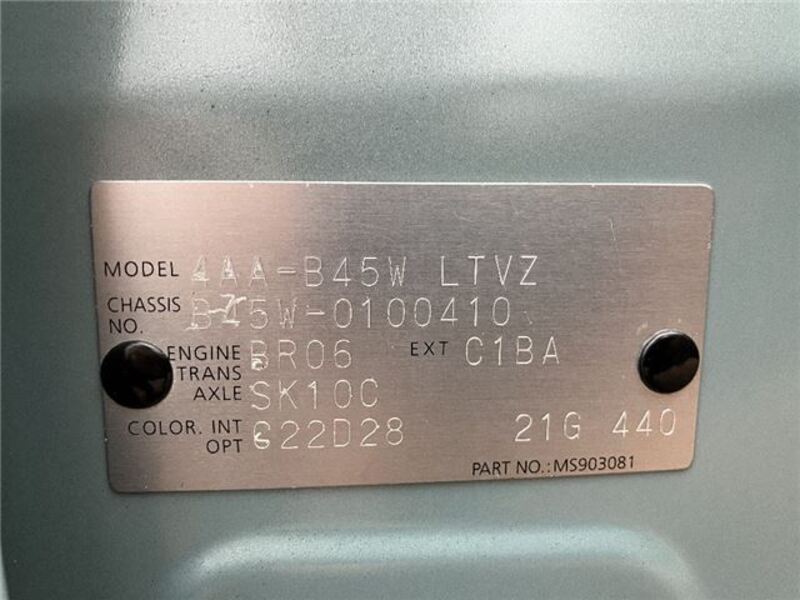 MODEL 4AA-B45W LTVZ
CHASSIS NO. B45W-0100410
ENGINE BR06 EXT C1BA
TRANS AXLE SK10C
COLOR. INT OPT G22D28 21G 440
PART NO.: MS903081